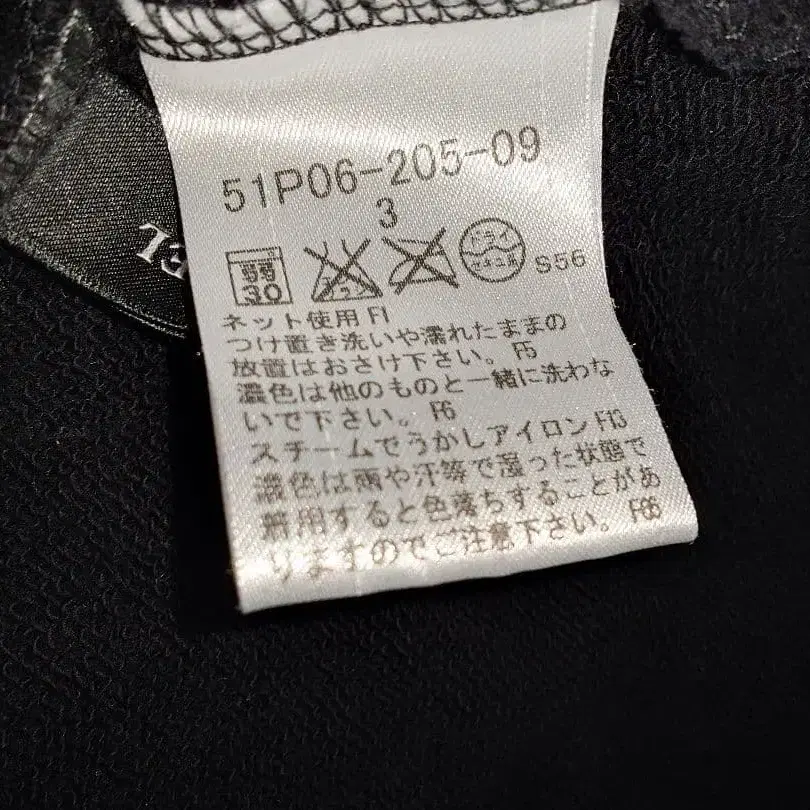 51P06-205-09
3
弱
30
ドライ
セキユ系
S56
ネット使用 F1
つけ置き洗いや濡れたままの
放置はおさけ下さい。F5
濃色は他のものと一緒に洗わな
いで下さい。F6
スチームでうかしアイロン F13
濃色は雨や汗等で湿った状態で
着用すると色落ちすることがあ
りますのでご注意下さい。F66
EL